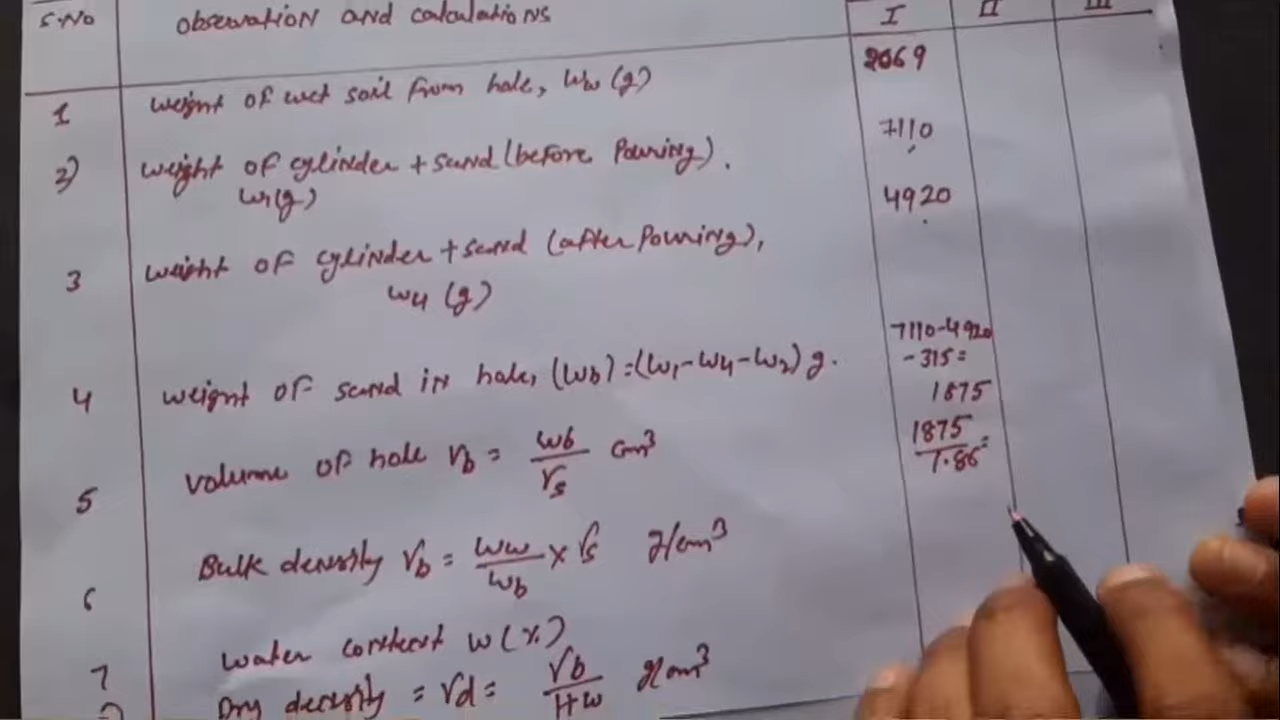 S.No observation and calculations I II III
1 weight of wet soil from hole, Ww (g) 2069
2) weight of cylinder + sand (before Pouring). 7110
W1(g)
3 weight of cylinder + sand (after Pouring), 4920
W4 (g)
4 weight of sand in hole, (Wb) = (W1-W4-W2) g. 7110-4920
-315=
1875
5 volume of hole Vb = Wb/γs cm³ 1875/1.86 =
6 Bulk density γb = Ww/Wb × γs g/cm³
7 water content w (%)
Dry density = γd = γb/1+w g/cm³